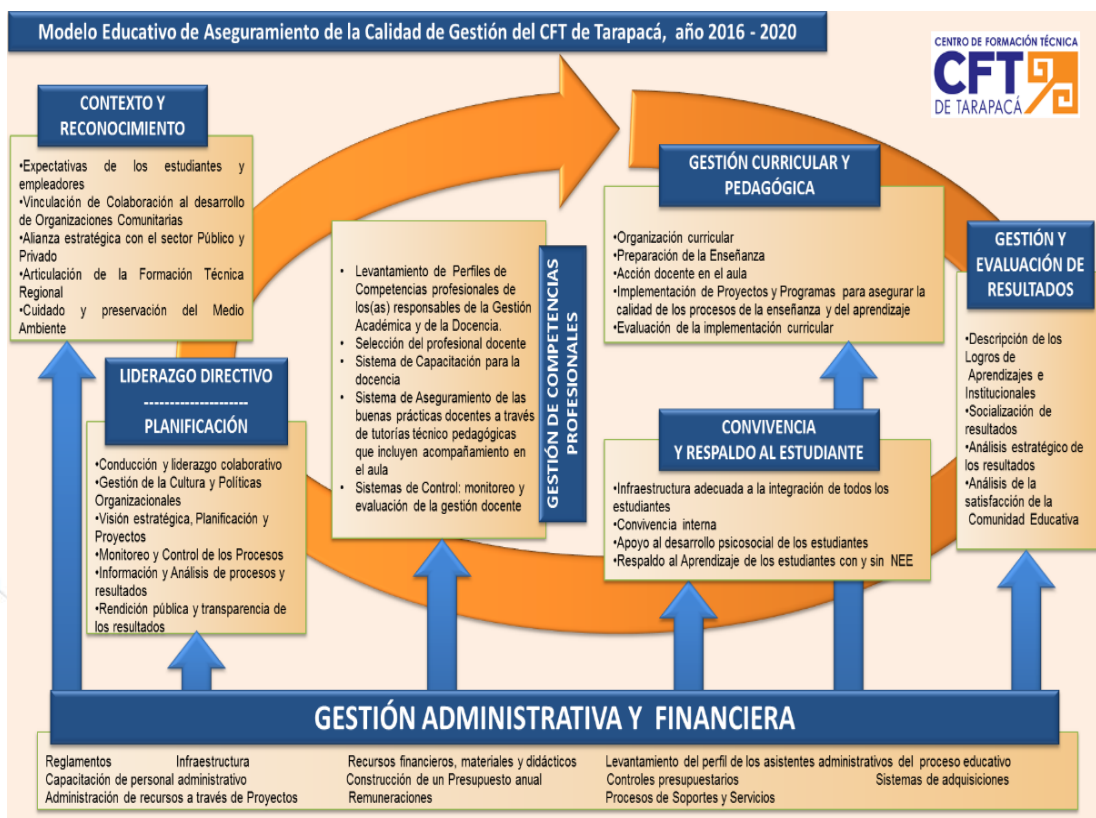 Modelo Educativo de Aseguramiento de la Calidad de Gestión del CFT de Tarapacá, año 2016 - 2020
CENTRO DE FORMACIÓN TÉCNICA
CFT
DE TARAPACÁ
CONTEXTO Y
RECONOCIMIENTO
•Expectativas de los estudiantes y
empleadores
•Vinculación de Colaboración al desarrollo
de Organizaciones Comunitarias
•Alianza estratégica con el sector Público y
Privado
•Articulación de la Formación Técnica
Regional
•Cuidado y preservación del Medio
Ambiente
LIDERAZGO DIRECTIVO
---------------------
PLANIFICACIÓN
•Conducción y liderazgo colaborativo
•Gestión de la Cultura y Políticas
Organizacionales
•Visión estratégica, Planificación y
Proyectos
•Monitoreo y Control de los Procesos
•Información y Análisis de procesos y
resultados
•Rendición pública y transparencia de
los resultados
• Levantamiento de Perfiles de
Competencias profesionales de
los(as) responsables de la Gestión
Académica y de la Docencia.
• Selección del profesional docente
• Sistema de Capacitación para la
docencia
• Sistema de Aseguramiento de las
buenas prácticas docentes a través
de tutorías técnico pedagógicas
que incluyen acompañamiento en
el aula
• Sistemas de Control: monitoreo y
evaluación de la gestión docente
GESTIÓN DE COMPETENCIAS
PROFESIONALES
GESTIÓN CURRICULAR Y
PEDAGÓGICA
•Organización curricular
•Preparación de la Enseñanza
•Acción docente en el aula
•Implementación de Proyectos y Programas para asegurar la
calidad de los procesos de la enseñanza y del aprendizaje
•Evaluación de la implementación curricular
CONVIVENCIA
Y RESPALDO AL ESTUDIANTE
•Infraestructura adecuada a la integración de todos los
estudiantes
•Convivencia interna
•Apoyo al desarrollo psicosocial de los estudiantes
•Respaldo al Aprendizaje de los estudiantes con y sin NEE
GESTIÓN Y
EVALUACIÓN DE
RESULTADOS
•Descripción de los
Logros de
Aprendizajes e
Institucionales
•Socialización de
resultados
•Análisis estratégico de
los resultados
•Análisis de la
satisfacción de la
Comunidad Educativa
GESTIÓN ADMINISTRATIVA Y FINANCIERA
Reglamentos Infraestructura Recursos financieros, materiales y didácticos Levantamiento del perfil de los asistentes administrativos del proceso educativo
Capacitación de personal administrativo Construcción de un Presupuesto anual Controles presupuestarios Sistemas de adquisiciones
Administración de recursos a través de Proyectos Remuneraciones Procesos de Soportes y Servicios